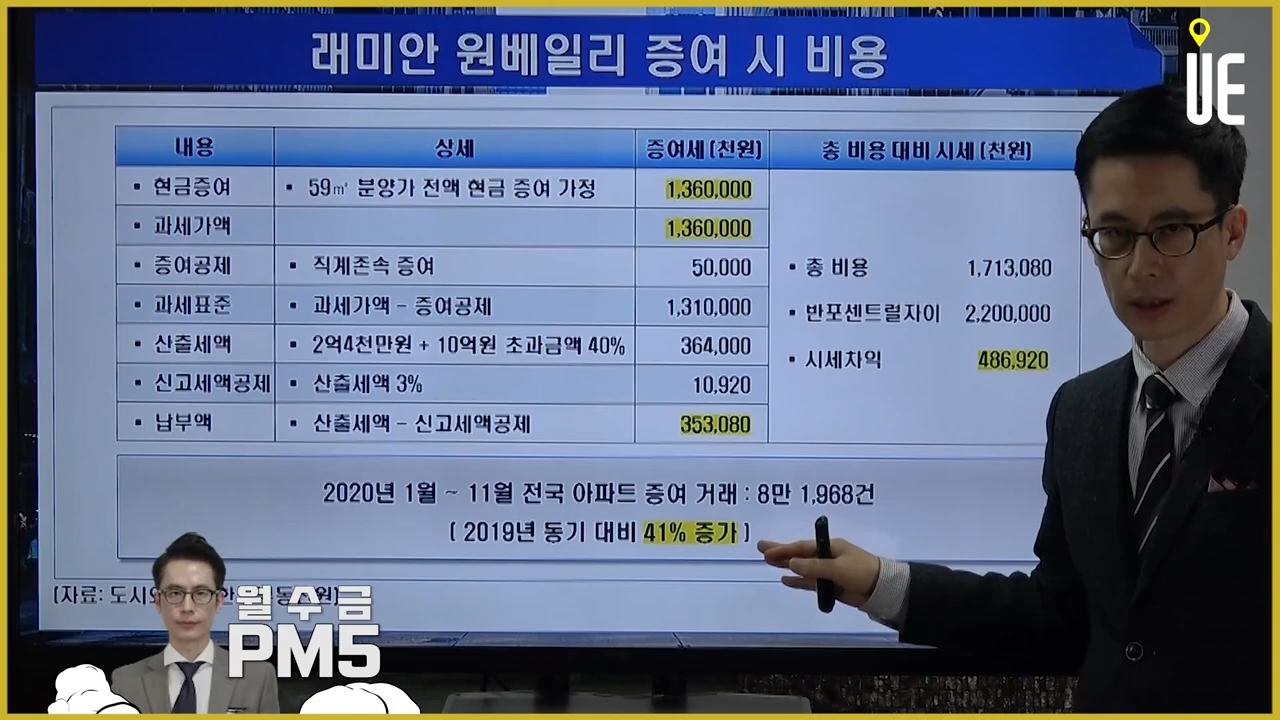 래미안 원베일리 증여 시 비용
UE
내용 상세 증여세(천원) 총 비용 대비 시세(천원)
▪ 현금증여 ▪ 59㎡ 분양가 전액 현금 증여 가정 1,360,000
▪ 과세가액 1,360,000
▪ 증여공제 ▪ 직계존속 증여 50,000 ▪ 총 비용 1,713,080
▪ 과세표준 ▪ 과세가액 - 증여공제 1,310,000 ▪ 반포센트럴자이 2,200,000
▪ 산출세액 ▪ 2억4천만원 + 10억원 초과금액 40% 364,000 ▪ 시세차익 486,920
▪ 신고세액공제 ▪ 산출세액 3% 10,920
▪ 납부액 ▪ 산출세액 - 신고세액공제 353,080
2020년 1월 ~ 11월 전국 아파트 증여 거래 : 8만 1,968건
( 2019년 동기 대비 41% 증가 )
(자료: 
월수금
PM5